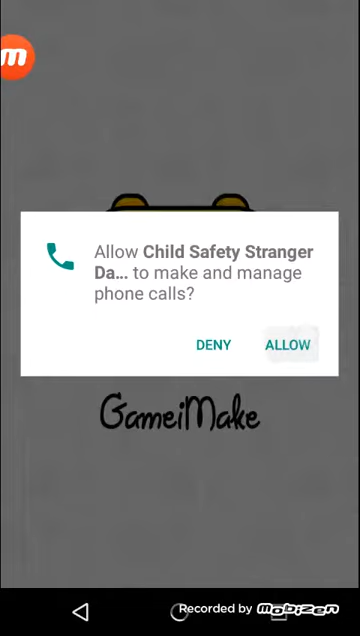 m
Allow Child Safety Stranger
Da... to make and manage
phone calls?
DENY
ALLOW
GameiMake
Recorded by mobizen